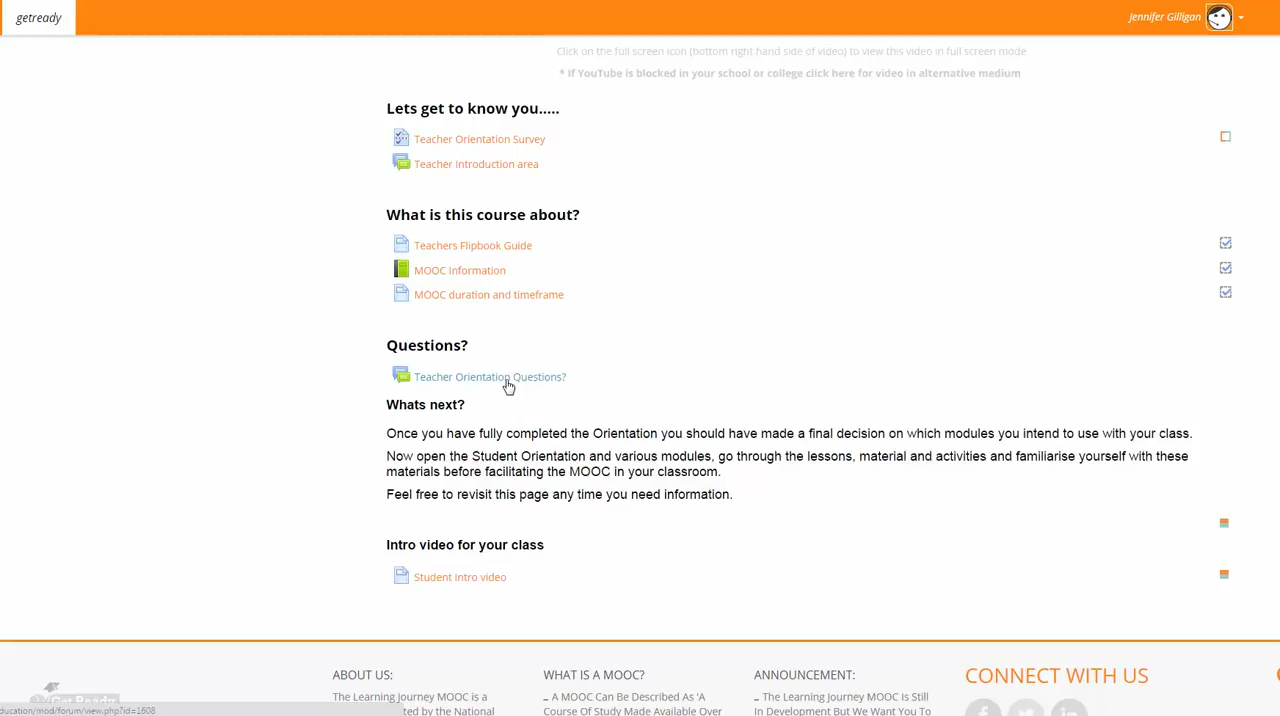 getready
Jennifer Gilligan
Click on the full screen icon (bottom right hand side of video) to view this video in full screen mode
* If YouTube is blocked in your school or college click here for video in alternative medium
Lets get to know you.....
Teacher Orientation Survey
Teacher Introduction area
What is this course about?
Teachers Flipbook Guide
MOOC Information
MOOC duration and timeframe
Questions?
Teacher Orientation Questions?
Whats next?
Once you have fully completed the Orientation you should have made a final decision on which modules you intend to use with your class.
Now open the Student Orientation and various modules, go through the lessons, material and activities and familiarise yourself with these
materials before facilitating the MOOC in your classroom.
Feel free to revisit this page any time you need information.
Intro video for your class
Student Intro video
ABOUT US:
The Learning Journey MOOC is a
ted by the National
WHAT IS A MOOC?
– A MOOC Can Be Described As 'A
Course Of Study Made Available Over
ANNOUNCEMENT:
– The Learning Journey MOOC Is Still
In Development But We Want You To
CONNECT WITH US
Get Ready
ducation/mod/forum/view.php?id=1608